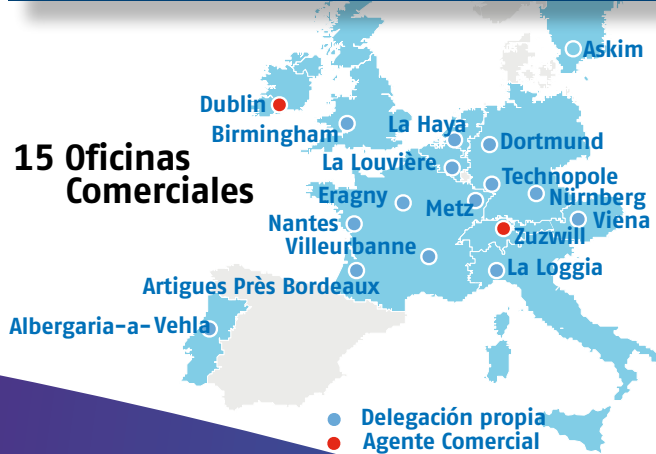 Askim
Dublin
Birmingham
La Haya
Dortmund
15 Oficinas
Comerciales
La Louvière
Technopole
Eragny
Metz
Nürnberg
Nantes
Viena
Villeurbanne
Zuzwill
La Loggia
Artigues Près Bordeaux
Albergaria-a-Vehla
Delegación propia
Agente Comercial